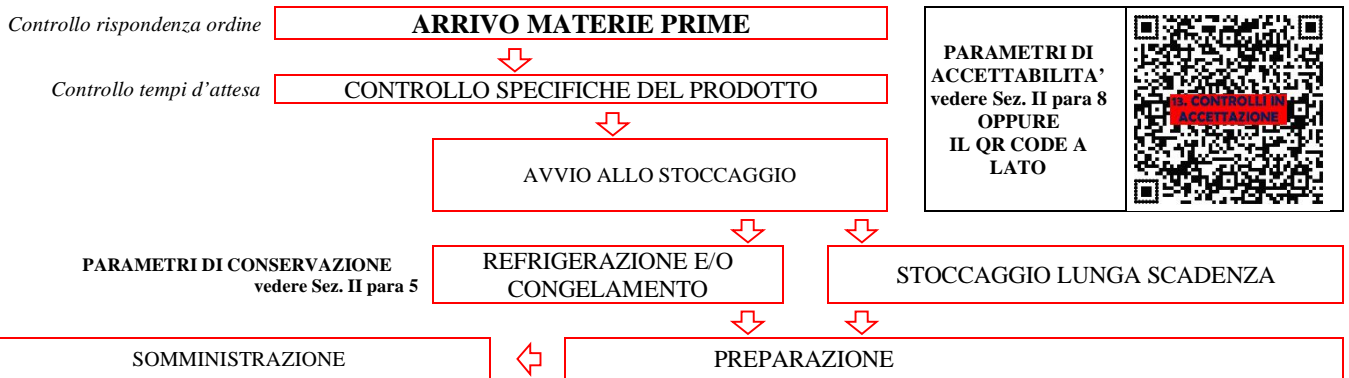 Controllo rispondenza ordine
ARRIVO MATERIE PRIME
Controllo tempi d'attesa
CONTROLLO SPECIFICHE DEL PRODOTTO
PARAMETRI DI
ACCETTABILITA’
vedere Sez. II para 8
OPPURE
IL QR CODE A
LATO
13. CONTROLLI IN
ACCETTAZIONE
AVVIO ALLO STOCCAGGIO
PARAMETRI DI CONSERVAZIONE
vedere Sez. II para 5
REFRIGERAZIONE E/O
CONGELAMENTO
STOCCAGGIO LUNGA SCADENZA
SOMMINISTRAZIONE
PREPARAZIONE